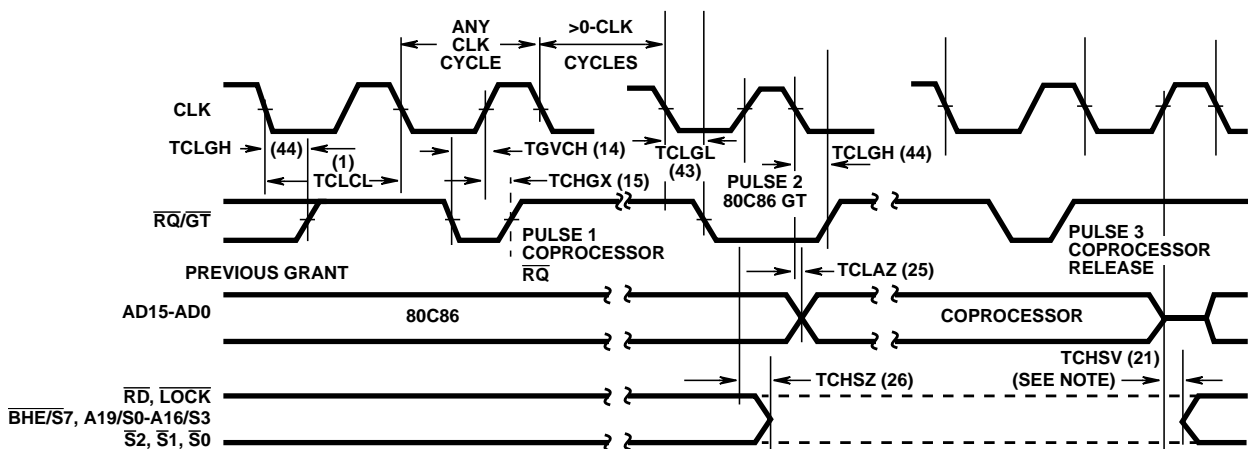 ANY
CLK
CYCLE
>0-CLK
CYCLES
CLK
TCLGH
(44)
(1)
TCLCL
TGVCH (14)
TCHGX (15)
TCLGL
(43)
PULSE 2
80C86 GT
TCLGH (44)
RQ/GT
PULSE 1
COPROCESSOR
RQ
PULSE 3
COPROCESSOR
RELEASE
PREVIOUS GRANT
TCLAZ (25)
AD15-AD0
80C86
COPROCESSOR
TCHSV (21)
(SEE NOTE)
TCHSZ (26)
RD, LOCK
BHE/S7, A19/S0-A16/S3
S2, S1, S0